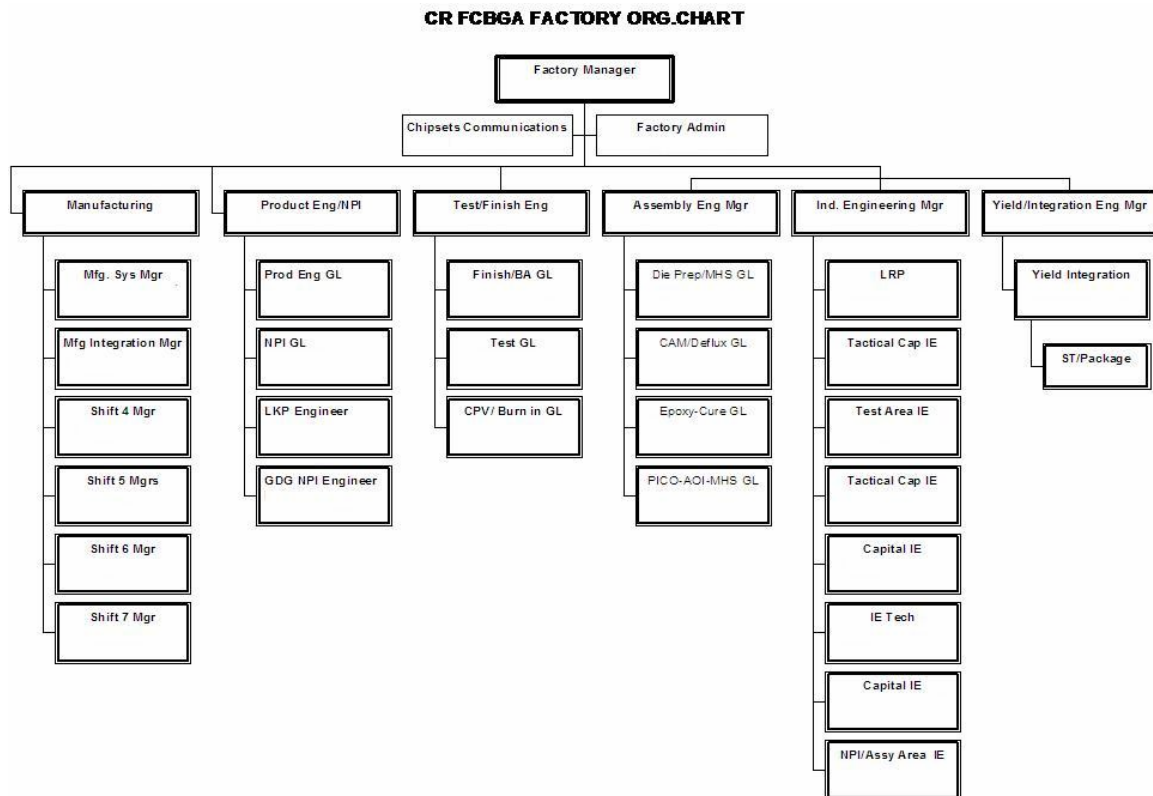 CR FCBGA FACTORY ORG.CHART
Factory Manager
Chipsets Communications
Factory Admin
Manufacturing
Product Eng/NPI
Test/Finish Eng
Assembly Eng Mgr
Ind. Engineering Mgr
Yield/Integration Eng Mgr
Mfg. Sys Mgr
Mfg Integration Mgr
Shift 4 Mgr
Shift 5 Mgrs
Shift 6 Mgr
Shift 7 Mgr
Prod Eng GL
NPI GL
LKP Engineer
GDG NPI Engineer
Finish/BA GL
Test GL
CPV/ Burn in GL
Die Prep/MHS GL
CAM/Deflux GL
Epoxy-Cure GL
PICO-AOI-MHS GL
LRP
Tactical Cap IE
Test Area IE
Tactical Cap IE
Capital IE
IE Tech
Capital IE
NPI/Assy Area IE
Yield Integration
ST/Package